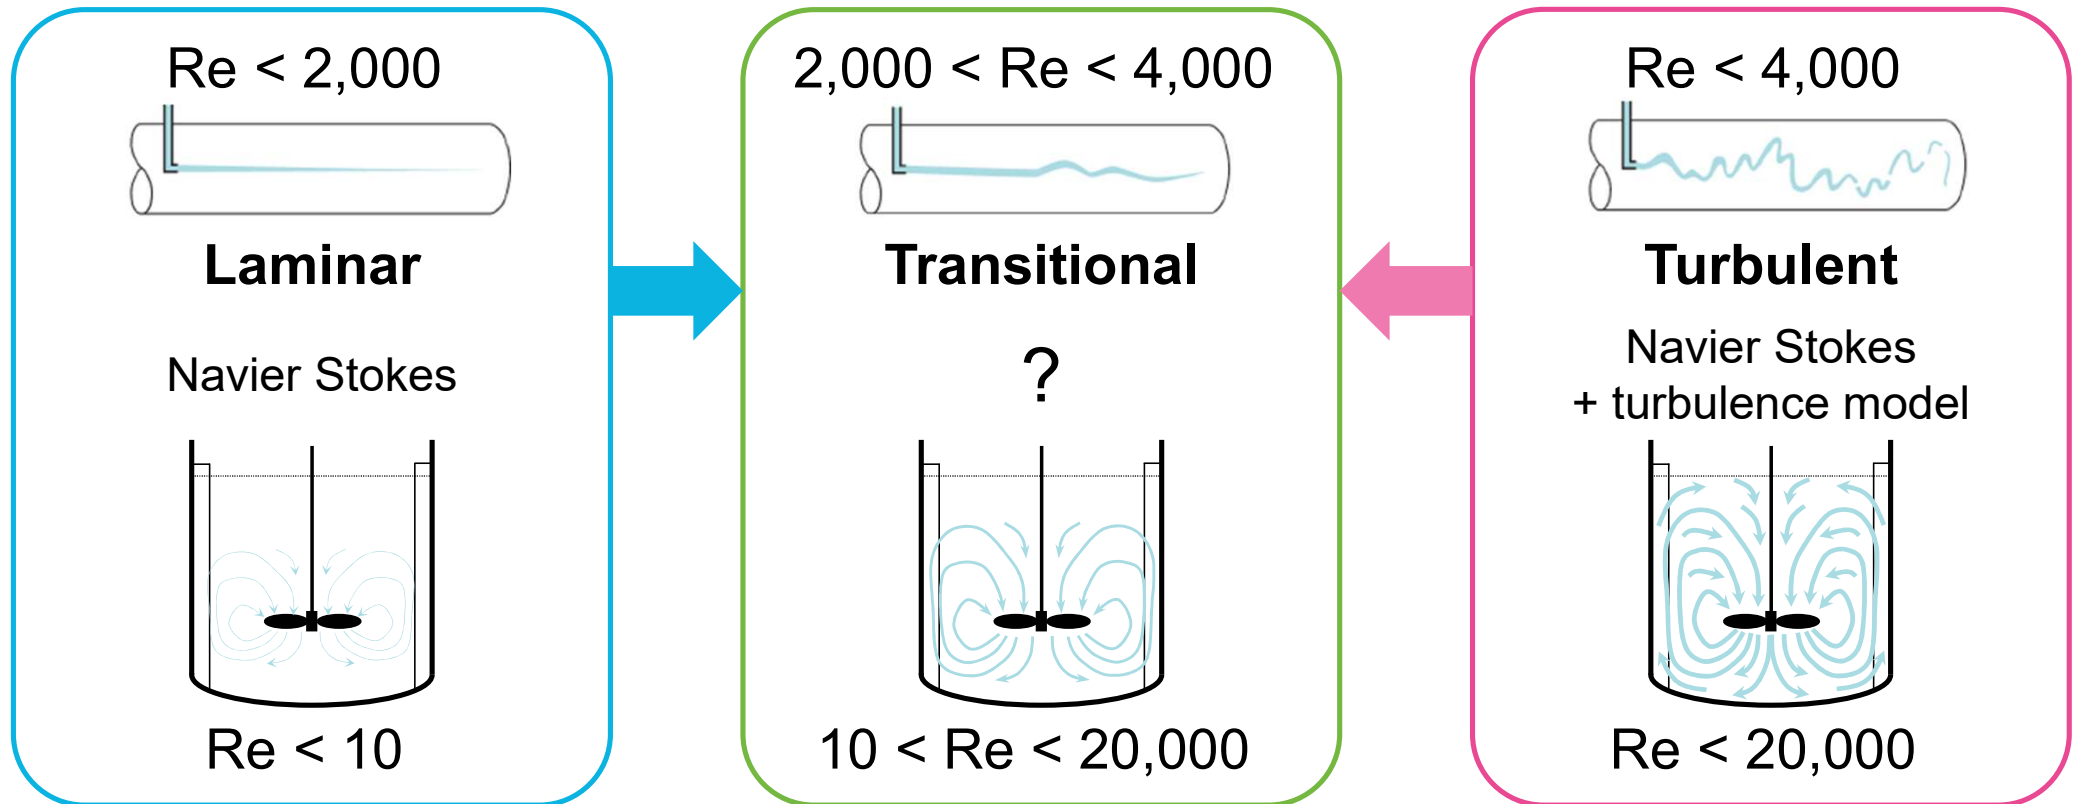 Re < 2,000
Laminar
Navier Stokes
Re < 10
2,000 < Re < 4,000
Transitional
?
10 < Re < 20,000
Re < 4,000
Turbulent
Navier Stokes
+ turbulence model
Re < 20,000